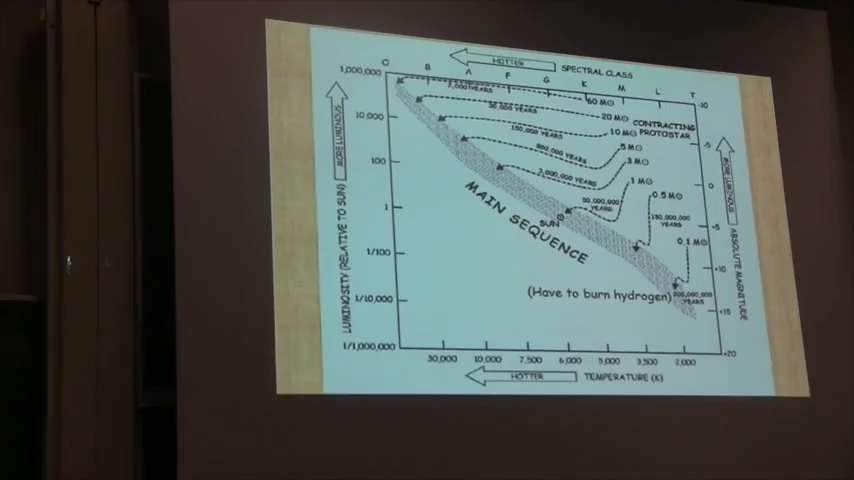 HOTTER SPECTRAL CLASS
O B A F G K M L T
1,000,000
10,000
100
1
1/100
1/10,000
1/1,000,000
MORE LUMINOUS
LUMINOSITY (RELATIVE TO SUN)
2,000 YEARS
60 M⊙
30,000 YEARS
20 M⊙
CONTRACTING
PROTOSTAR
150,000 YEARS
10 M⊙
5 M⊙
3 M⊙
2,000,000 YEARS
1 M⊙
50,000,000
YEARS
0.5 M⊙
150,000,000
YEARS
0.1 M⊙
200,000,000
YEARS
SUN
MAIN SEQUENCE
(Have to burn hydrogen)
-10
-5
0
+5
+10
+15
+20
MORE LUMINOUS
ABSOLUTE MAGNITUDE
30,000 10,000 7,500 6,000 5,000 3,500 2,000
HOTTER TEMPERATURE (K)